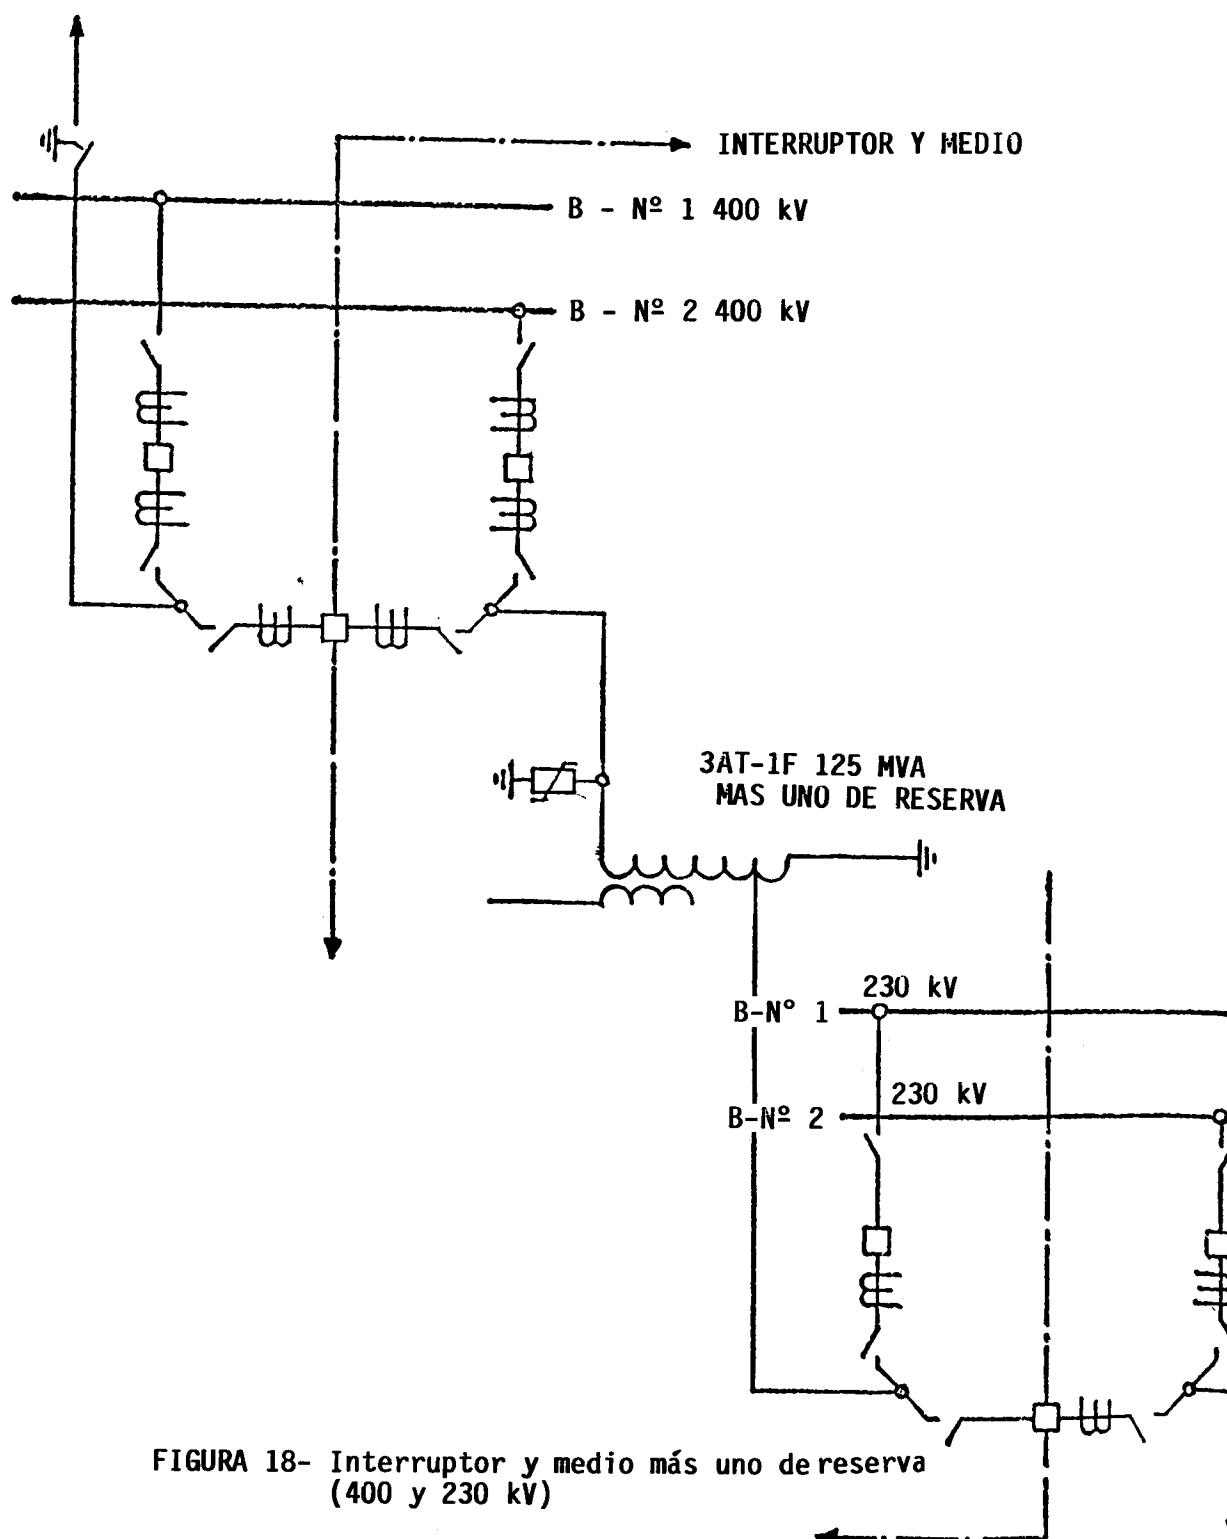 INTERRUPTOR Y MEDIO
B - Nº 1 400 kV
B - Nº 2 400 kV
3AT-1F 125 MVA
MAS UNO DE RESERVA
230 kV
B-N° 1
230 kV
B-Nº 2
FIGURA 18- Interruptor y medio más uno de reserva
(400 y 230 kV)